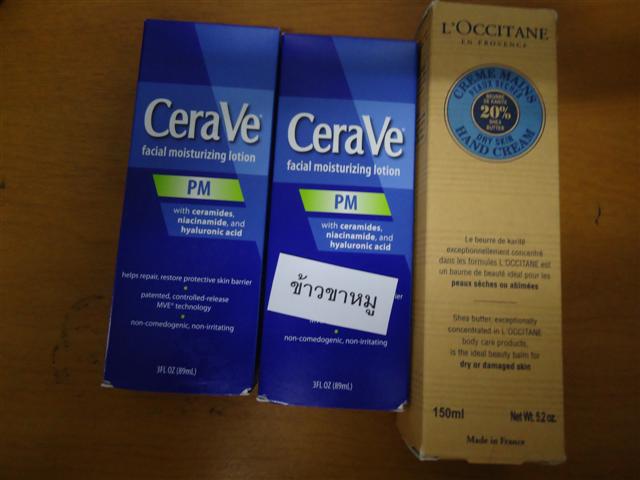 CeraVe
facial moisturizing lotion
PM
with ceramides,
niacinamide, and
hyaluronic acid
helps repair, restore protective skin barrier
patented, controlled-release
MVE® technology
non-comedogenic, non-irritating
3FL OZ (89mL)
CeraVe
facial moisturizing lotion
PM
with ceramides,
niacinamide, and
hyaluronic acid
ข้าวขาหมู
non-comedogenic, non-irritating
3FL OZ (89mL)
L'OCCITANE
EN PROVENCE
CRÈME MAINS
PEAUX SÈCHES
BEURRE
DE KARITÉ
20%
SHEA
BUTTER
DRY SKIN
HAND CREAM
Le beurre de karité
exceptionnellement concentré
dans les formules L'OCCITANE est
un baume de beauté idéal pour les
peaux sèches ou abîmées
Shea butter, exceptionally
concentrated in L'OCCITANE
body care products,
is the ideal beauty balm for
dry or damaged skin
150ml
Net Wt. 5.2 oz.
Made in France